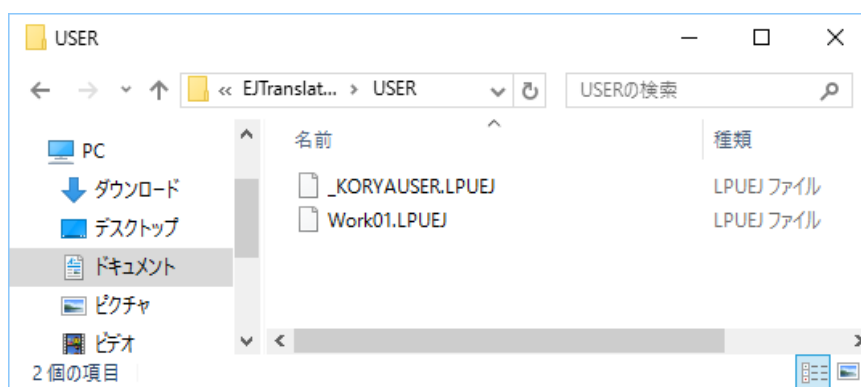 USER
« EJTranslat... › USER
USERの検索
PC
ダウンロード
デスクトップ
ドキュメント
ピクチャ
ビデオ
名前 種類
_KORYAUSER.LPUEJ LPUEJ ファイル
Work01.LPUEJ LPUEJ ファイル
2 個の項目